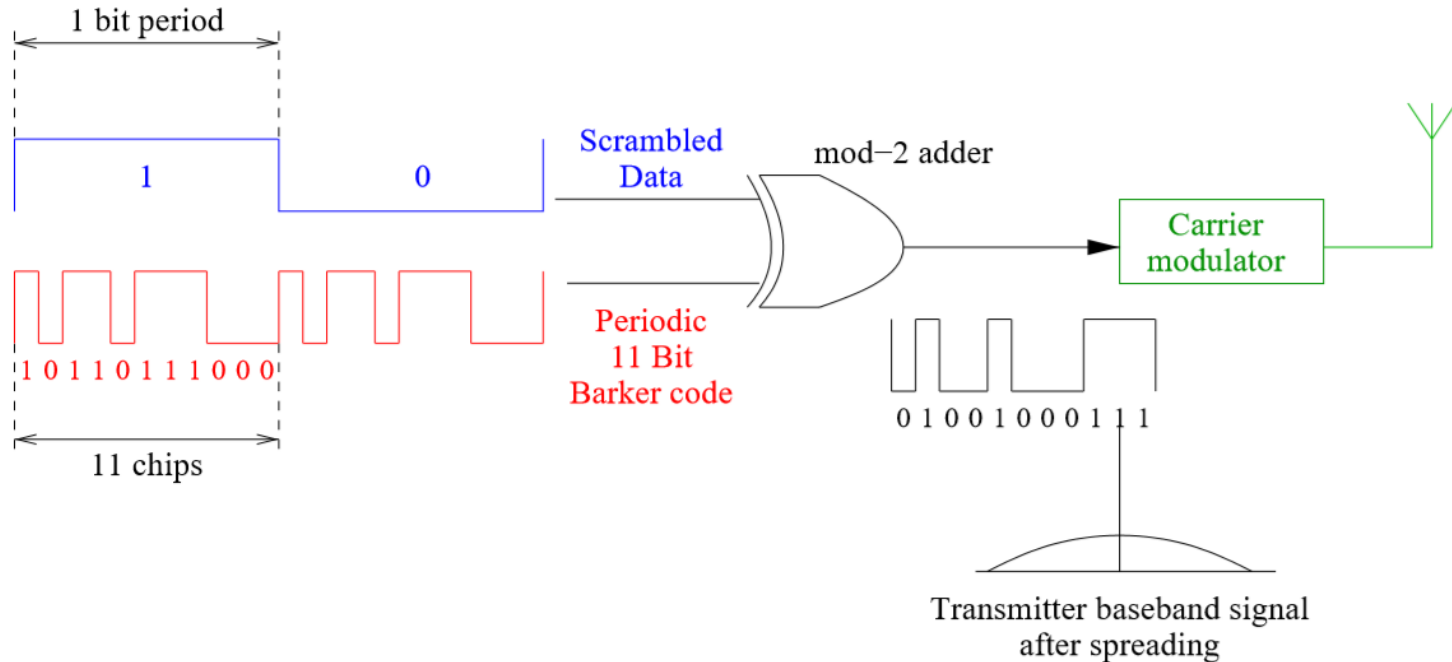 1 bit period
1
0
Scrambled
Data
mod−2 adder
Carrier
modulator
1 0 1 1 0 1 1 1 0 0 0
Periodic
11 Bit
Barker code
0 1 0 0 1 0 0 0 1 1 1
11 chips
Transmitter baseband signal
after spreading